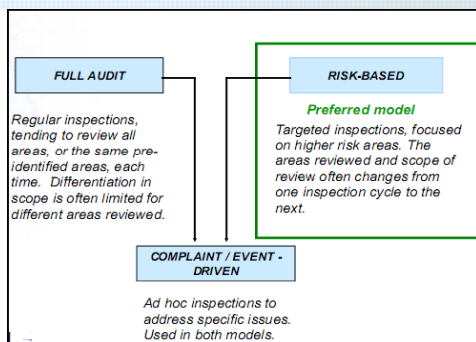 FULL AUDIT
Regular inspections,
tending to review all
areas, or the same pre-
identified areas, each
time. Differentiation in
scope is often limited for
different areas reviewed.
RISK-BASED
Preferred model
Targeted inspections, focused
on higher risk areas. The
areas reviewed and scope of
review often changes from
one inspection cycle to the
next.
COMPLAINT / EVENT -
DRIVEN
Ad hoc inspections to
address specific issues.
Used in both models.